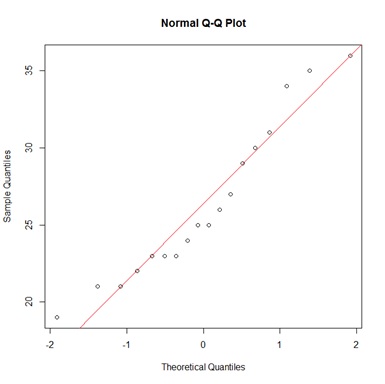 Normal Q-Q Plot
35
30
25
20
Sample Quantiles
-2 -1 0 1 2
Theoretical Quantiles